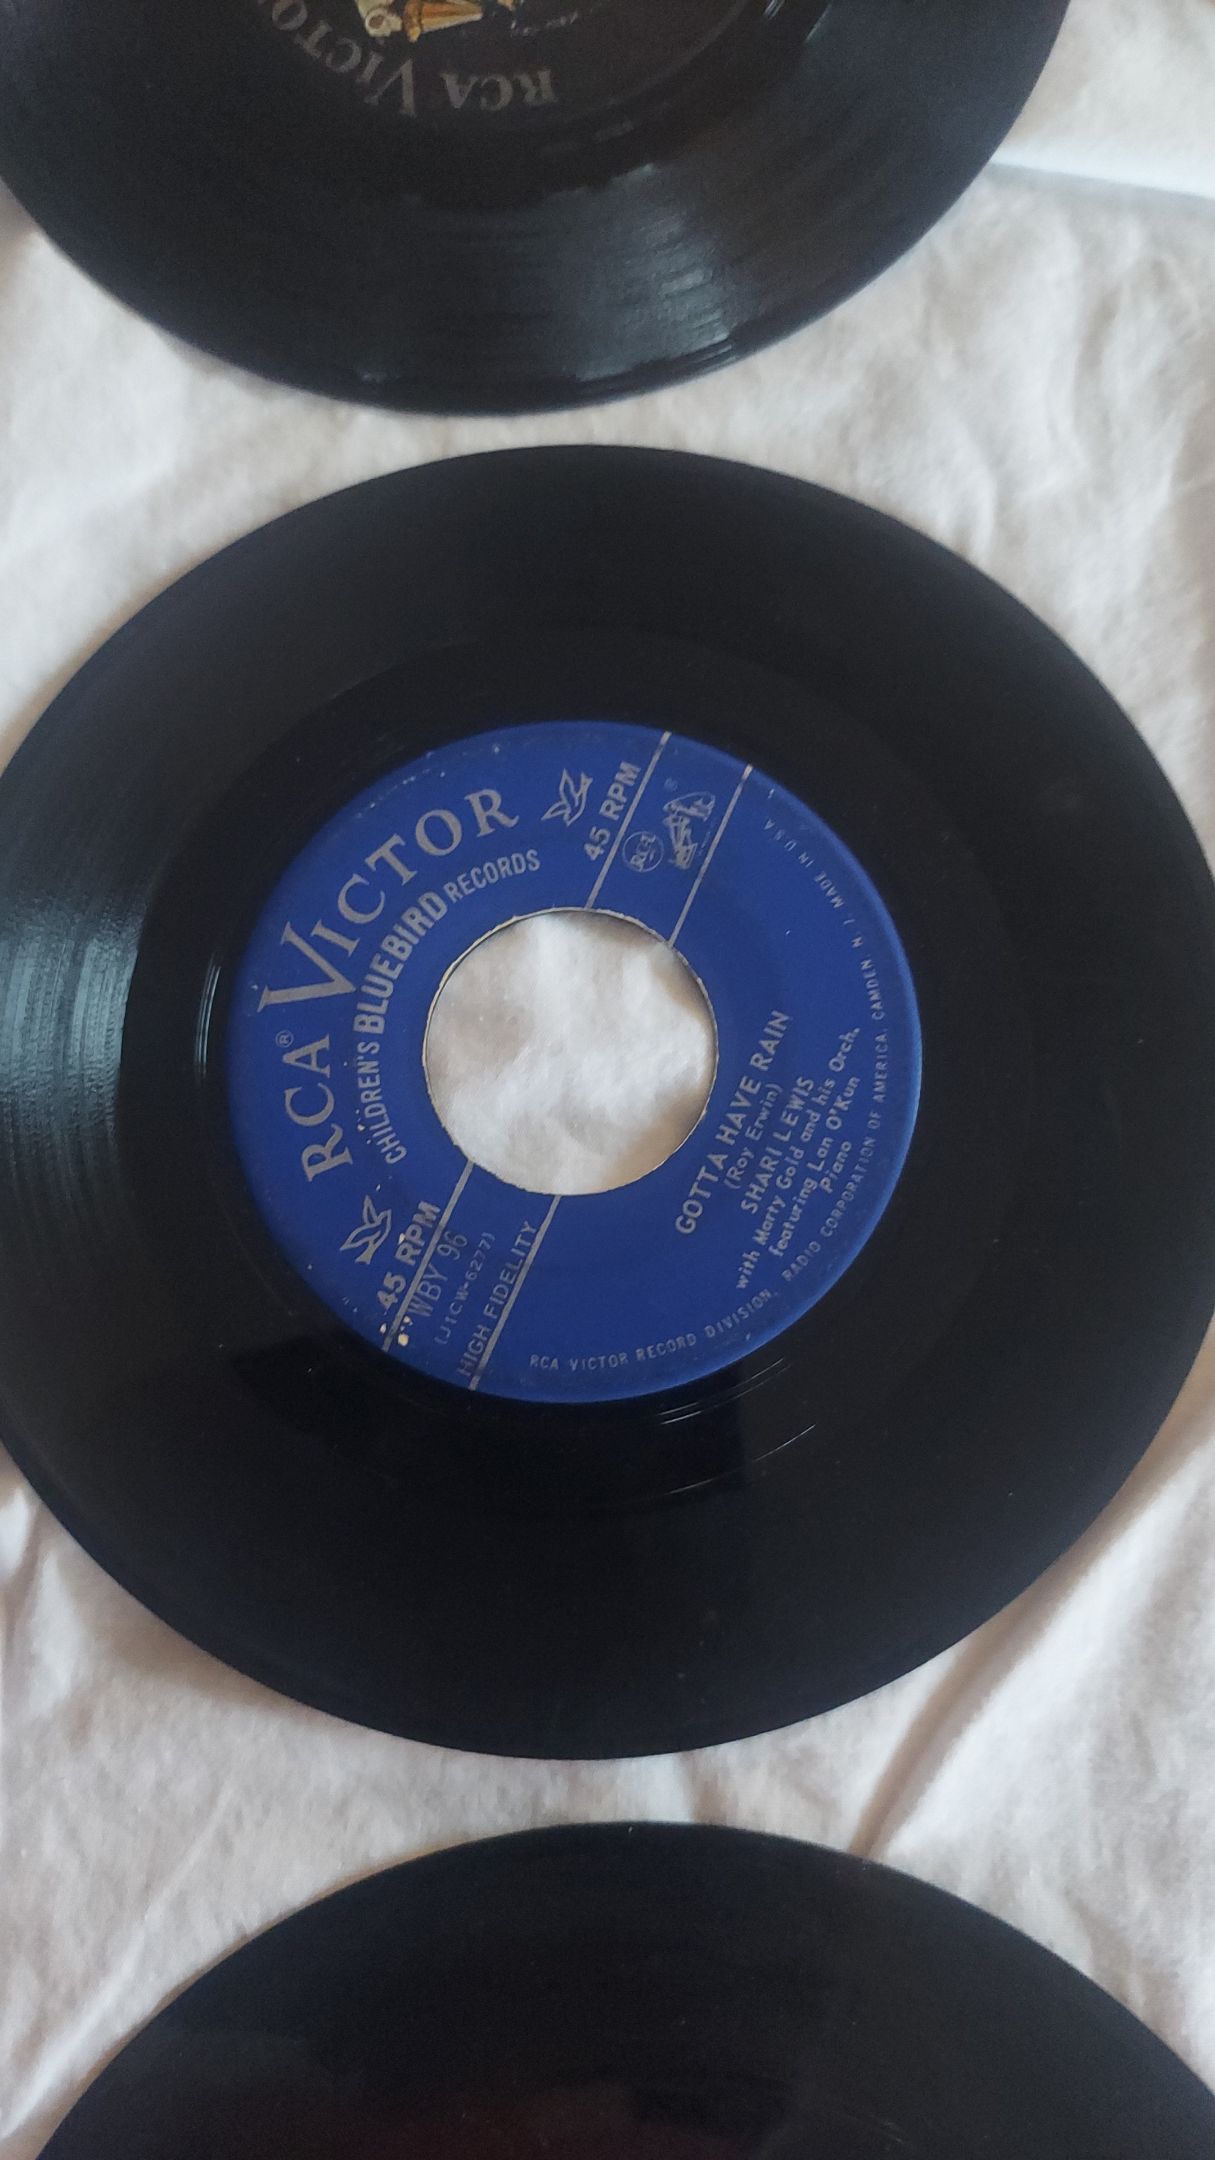 RCA VICTOR
RCA® VICTOR
CHILDREN'S BLUEBIRD RECORDS
45 RPM
45 RPM
WBY 96
(J1CW-6277)
HIGH FIDELITY
GOTTA HAVE RAIN
(Roy Erwin)
SHARI LEWIS
with Marty Gold and his Orch.
featuring Lan O'Kun
Piano
RCA VICTOR RECORD DIVISION, RADIO CORPORATION OF AMERICA, CAMDEN N J MADE IN U.S.A